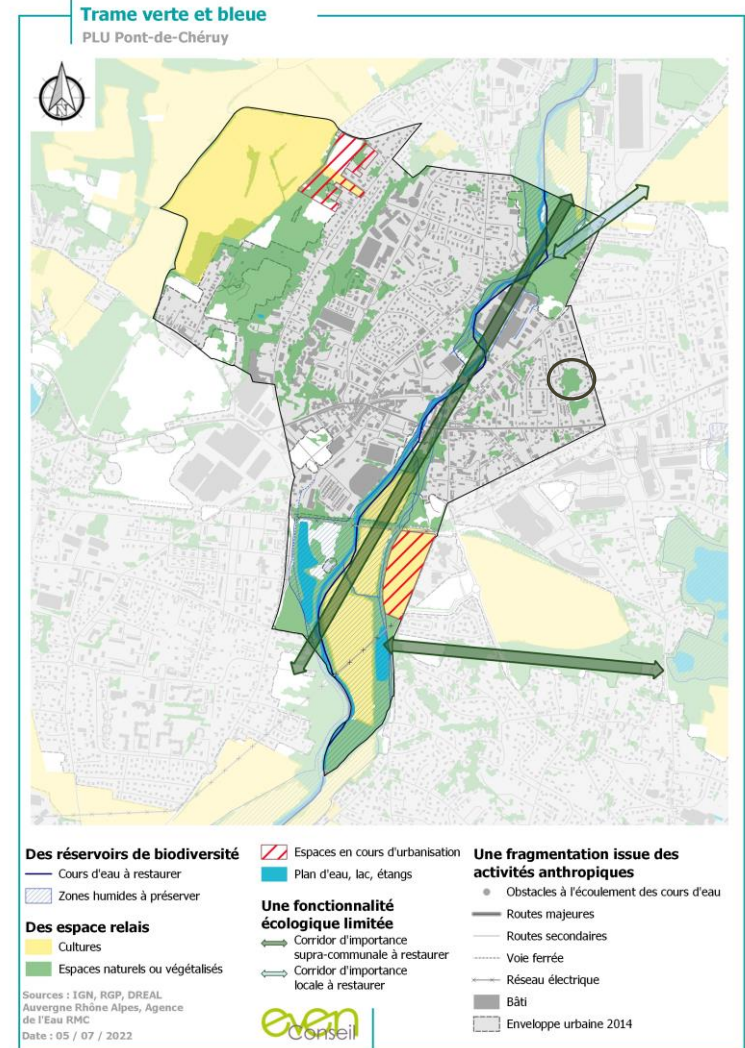 Trame verte et bleue
PLU Pont-de-Chéruy
N
Des réservoirs de biodiversité
Cours d'eau à restaurer
Zones humides à préserver
Des espace relais
Cultures
Espaces naturels ou végétalisés
Sources : IGN, RGP, DREAL
Auvergne Rhône Alpes, Agence
de l'Eau RMC
Date : 05 / 07 / 2022
Espaces en cours d'urbanisation
Plan d'eau, lac, étangs
Une fonctionnalité
écologique limitée
Corridor d'importance
supra-communale à restaurer
Corridor d'importance
locale à restaurer
even
Conseil
Une fragmentation issue des
activités anthropiques
Obstacles à l'écoulement des cours d'eau
Routes majeures
Routes secondaires
Voie ferrée
Réseau électrique
Bâti
Enveloppe urbaine 2014